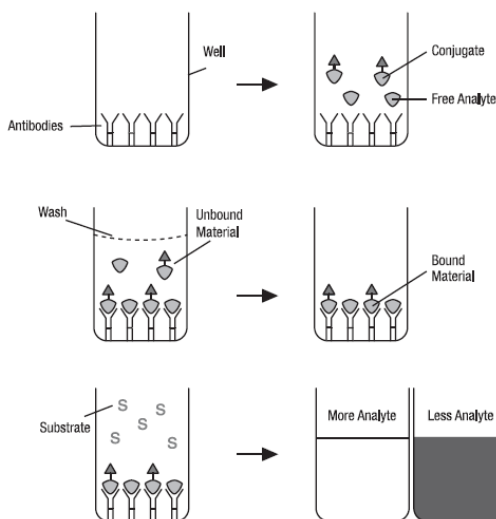 Well
Antibodies
Conjugate
Free Analyte
Wash
Unbound
Material
Bound
Material
Substrate
S
S
S
S
S
More Analyte
Less Analyte